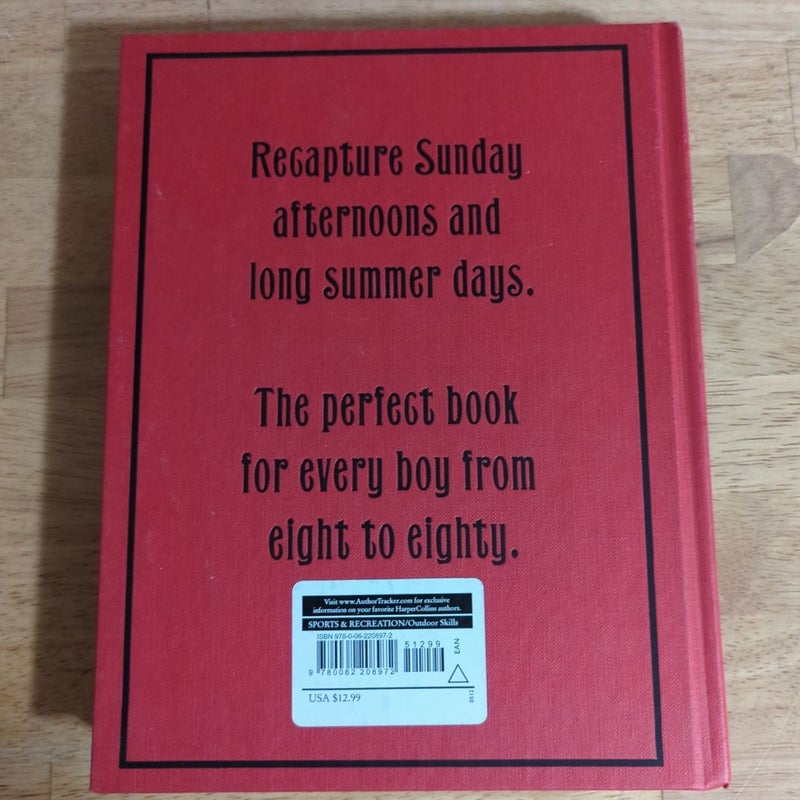 Recapture Sunday
afternoons and
long summer days.
The perfect book
for every boy from
eight to eighty.
Visit www.AuthorTracker.com for exclusive
information on your favorite HarperCollins authors.
SPORTS & RECREATION/Outdoor Skills
ISBN 978-0-06-220897-2
51299
EAN
9 780062 208972
USA $12.99
0512